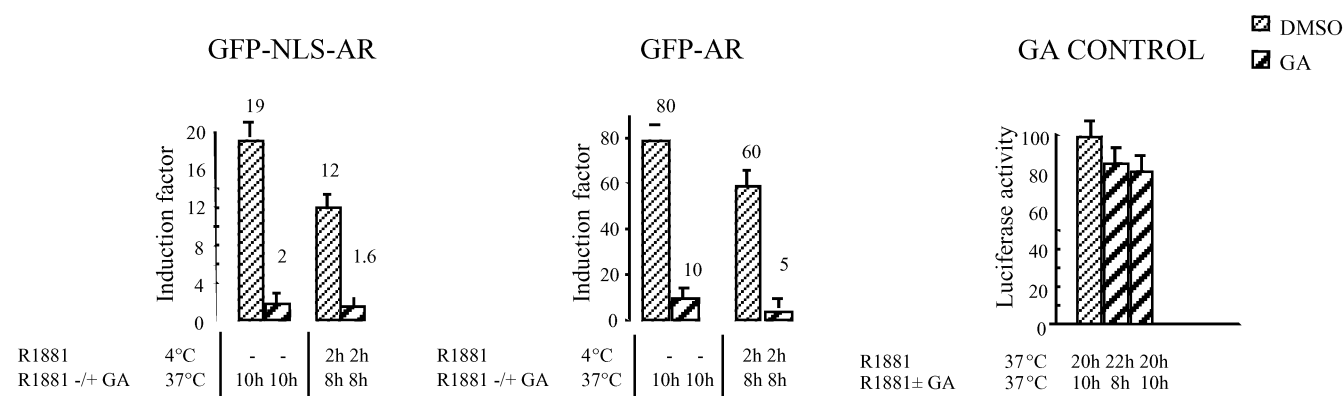 DMSO
GA
GFP-NLS-AR
GFP-AR
GA CONTROL
Induction factor
20
16
12
8
4
0
19
2
12
1.6
R1881 4°C - - 2h 2h
R1881 -/+ GA 37°C 10h 10h 8h 8h
Induction factor
80
60
40
20
0
80
10
60
5
R1881 4°C - - 2h 2h
R1881 -/+ GA 37°C 10h 10h 8h 8h
Luciferase activity
100
80
60
40
20
0
R1881 37°C 20h 22h 20h
R1881± GA 37°C 10h 8h 10h